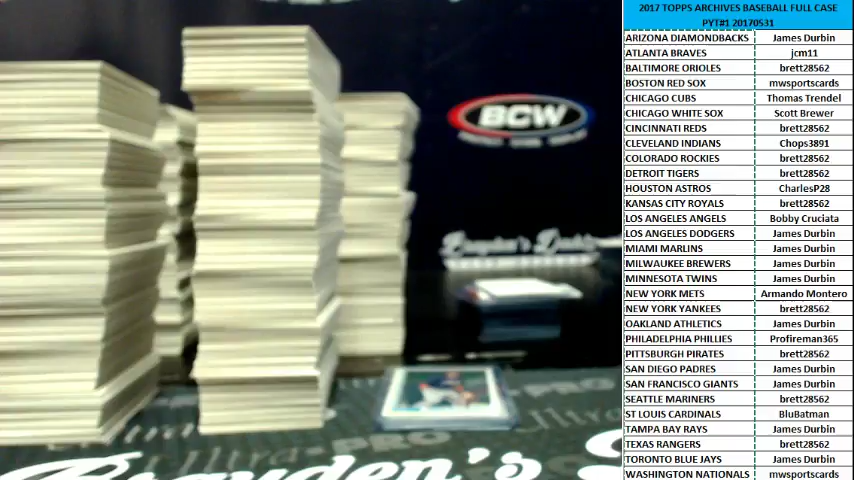 BCW
Brayden's
Ultra PRO
Brayden's
2017 TOPPS ARCHIVES BASEBALL FULL CASE
PYT#1 20170531
ARIZONA DIAMONDBACKS James Durbin
ATLANTA BRAVES jcm11
BALTIMORE ORIOLES brett28562
BOSTON RED SOX mwsportscards
CHICAGO CUBS Thomas Trendel
CHICAGO WHITE SOX Scott Brewer
CINCINNATI REDS brett28562
CLEVELAND INDIANS Chops3891
COLORADO ROCKIES brett28562
DETROIT TIGERS brett28562
HOUSTON ASTROS CharlesP28
KANSAS CITY ROYALS brett28562
LOS ANGELES ANGELS Bobby Cruciata
LOS ANGELES DODGERS James Durbin
MIAMI MARLINS James Durbin
MILWAUKEE BREWERS James Durbin
MINNESOTA TWINS James Durbin
NEW YORK METS Armando Montero
NEW YORK YANKEES brett28562
OAKLAND ATHLETICS James Durbin
PHILADELPHIA PHILLIES Profireman365
PITTSBURGH PIRATES brett28562
SAN DIEGO PADRES James Durbin
SAN FRANCISCO GIANTS James Durbin
SEATTLE MARINERS brett28562
ST LOUIS CARDINALS BluBatman
TAMPA BAY RAYS James Durbin
TEXAS RANGERS brett28562
TORONTO BLUE JAYS James Durbin
WASHINGTON NATIONALS mwsportscards